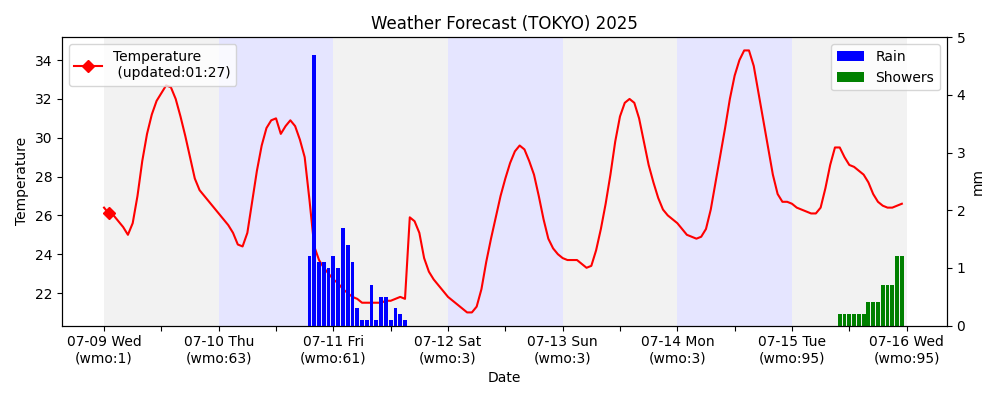 Weather Forecast (TOKYO) 2025
Temperature
(updated:01:27)
Rain
Showers
Temperature
34
32
30
28
26
24
22
5
4
3
2
1
0
mm
07-09 Wed
(wmo:1)
07-10 Thu
(wmo:63)
07-11 Fri
(wmo:61)
07-12 Sat
(wmo:3)
07-13 Sun
(wmo:3)
07-14 Mon
(wmo:3)
07-15 Tue
(wmo:95)
07-16 Wed
(wmo:95)
Date